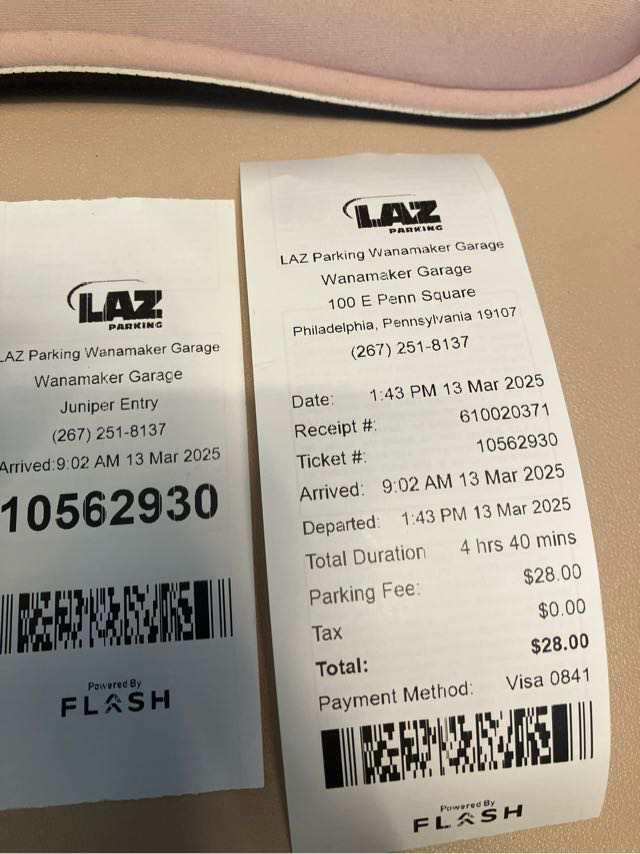 LAZ
PARKING
LAZ Parking Wanamaker Garage
Wanamaker Garage
Juniper Entry
(267) 251-8137
Arrived:9:02 AM 13 Mar 2025
10562930
Powered By
FLASH
LAZ
PARKING
LAZ Parking Wanamaker Garage
Wanamaker Garage
100 E Penn Square
Philadelphia, Pennsylvania 19107
(267) 251-8137
Date: 1:43 PM 13 Mar 2025
Receipt #: 610020371
Ticket #: 10562930
Arrived: 9:02 AM 13 Mar 2025
Departed: 1:43 PM 13 Mar 2025
Total Duration 4 hrs 40 mins
Parking Fee: $28.00
Tax $0.00
Total: $28.00
Payment Method: Visa 0841
Powered By
FLASH